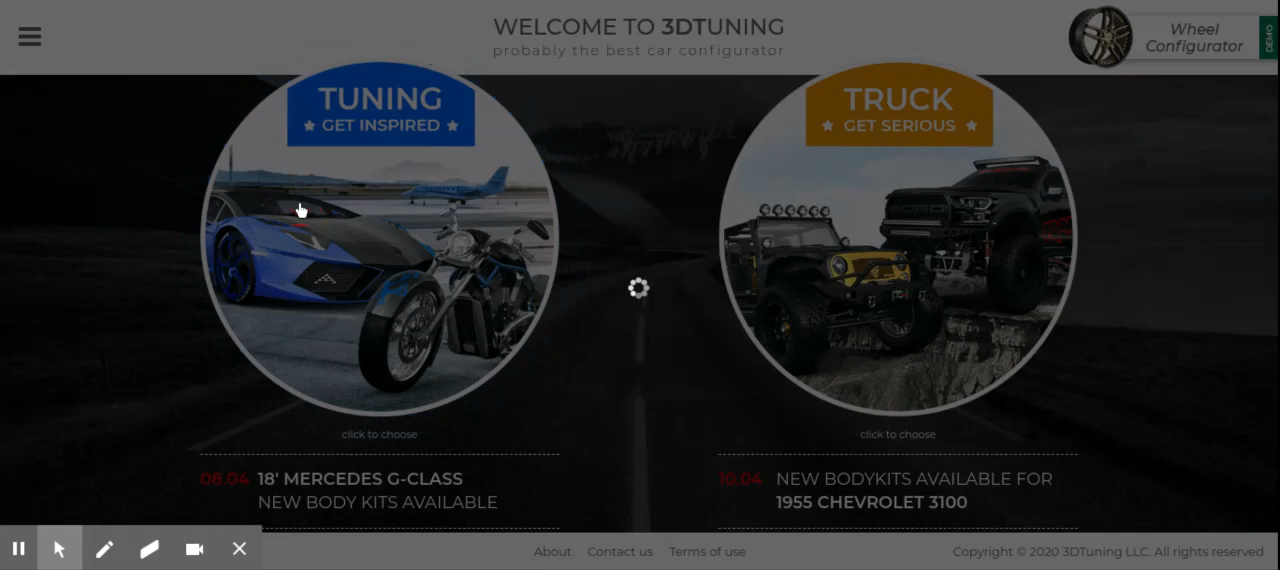 WELCOME TO 3DTUNING
probably the best car configurator
Wheel
Configurator
DEMO
TUNING
★ GET INSPIRED ★
TRUCK
★ GET SERIOUS ★
FORD
click to choose
click to choose
08.04 18' MERCEDES G-CLASS
NEW BODY KITS AVAILABLE
10.04 NEW BODYKITS AVAILABLE FOR
1955 CHEVROLET 3100
About Contact us Terms of use
Copyright © 2020 3DTuning LLC. All rights reserved